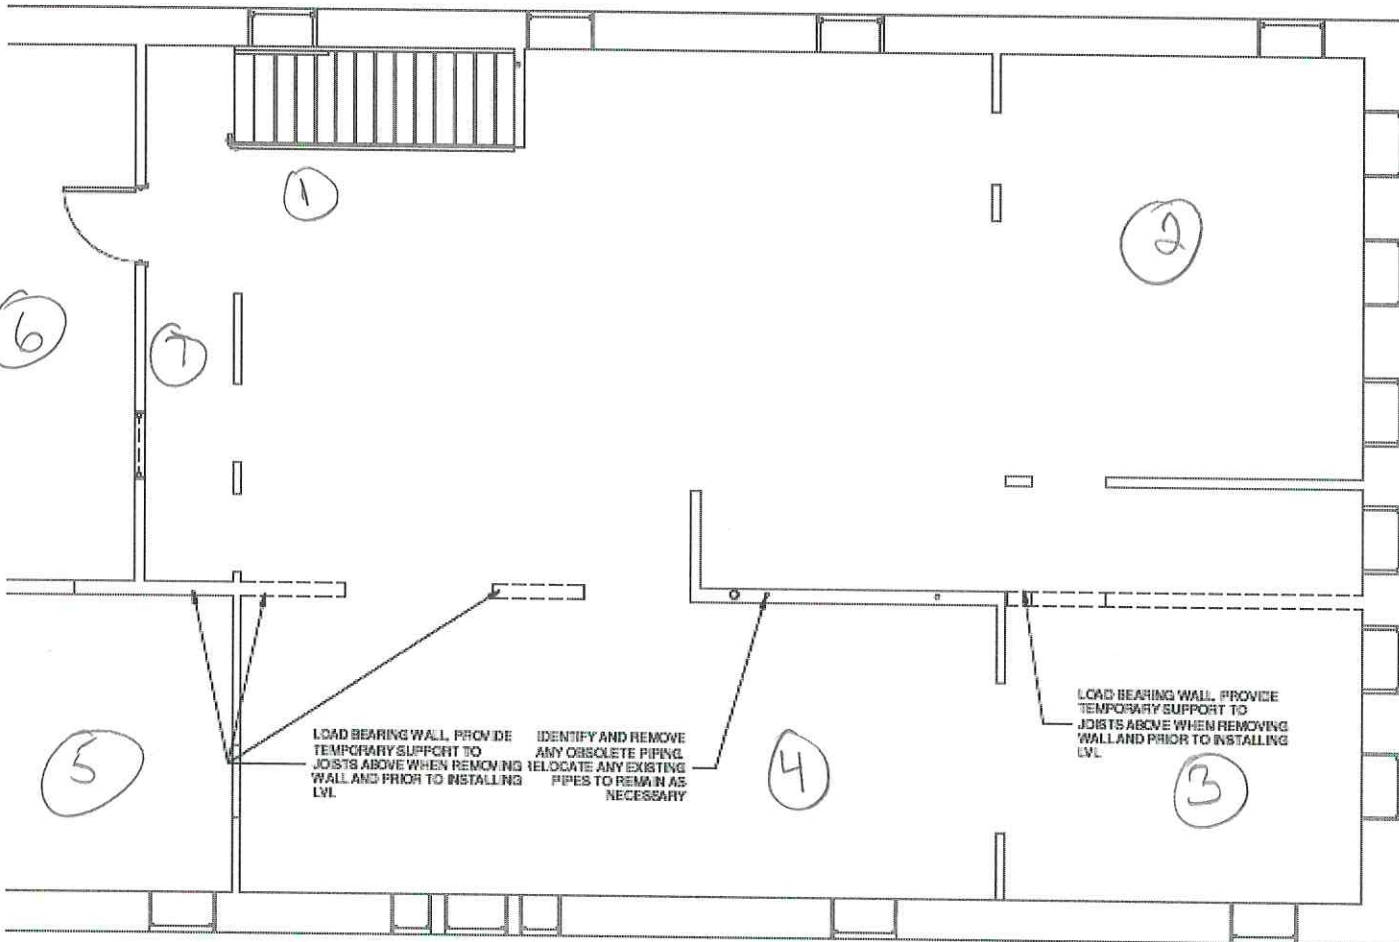 1
2
6
7
LOAD BEARING WALL. PROVIDE
TEMPORARY SUPPORT TO
JOISTS ABOVE WHEN REMOVING
WALL AND PRIOR TO INSTALLING
LVL
IDENTIFY AND REMOVE
ANY OBSOLETE PIPING.
RELOCATE ANY EXISTING
PIPES TO REMAIN AS
NECESSARY
LOAD BEARING WALL. PROVIDE
TEMPORARY SUPPORT TO
JOISTS ABOVE WHEN REMOVING
WALL AND PRIOR TO INSTALLING
LVL
5
4
3